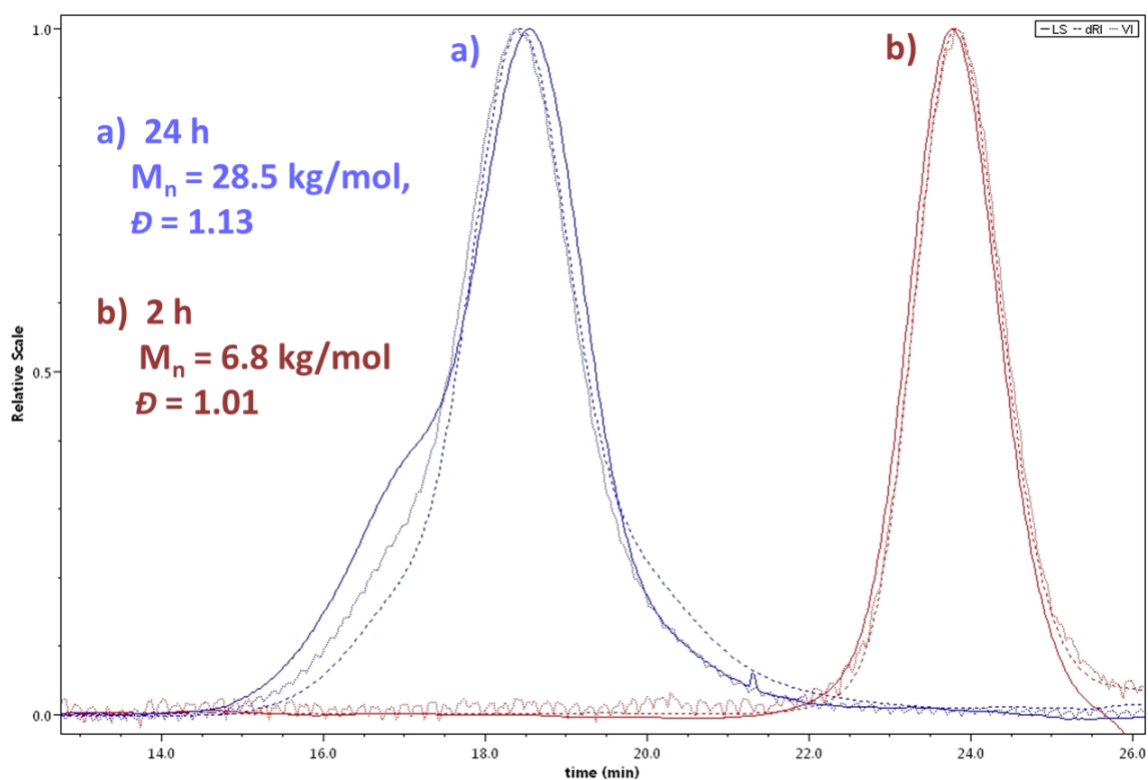 1.0
a)
b)
LS dRI VI
a) 24 h
Mn = 28.5 kg/mol,
Đ = 1.13
b) 2 h
Mn = 6.8 kg/mol
Đ = 1.01
Relative Scale
0.5
0.0
14.0 16.0 18.0 20.0 22.0 24.0 26.0
time (min)